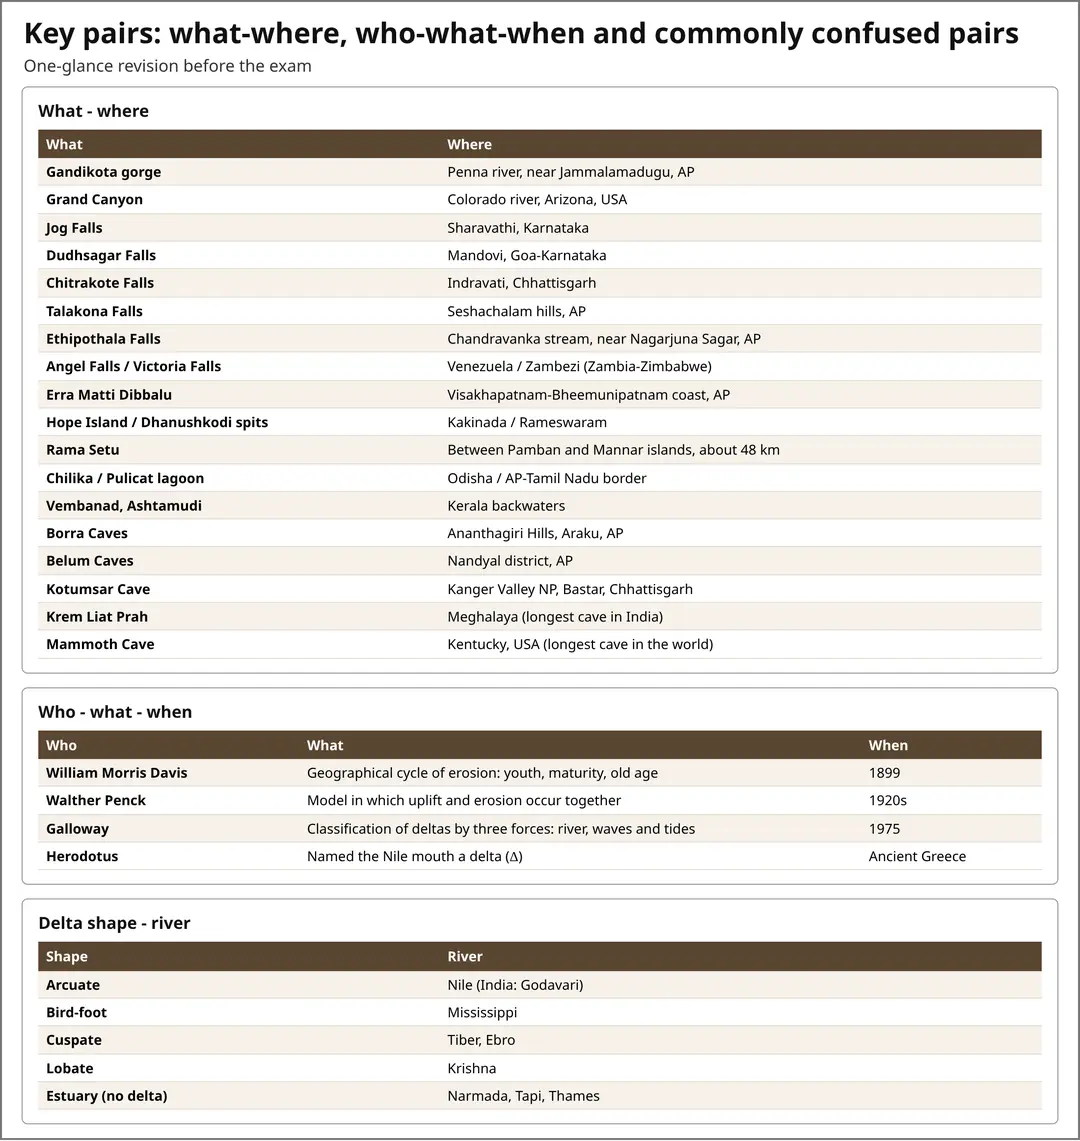 Key pairs: what-where, who-what-when and commonly confused pairs
One-glance revision before the exam
What - where
What Where
Gandikota gorge Penna river, near Jammalamadugu, AP
Grand Canyon Colorado river, Arizona, USA
Jog Falls Sharavathi, Karnataka
Dudhsagar Falls Mandovi, Goa-Karnataka
Chitrakote Falls Indravati, Chhattisgarh
Talakona Falls Seshachalam hills, AP
Ethipothala Falls Chandravanka stream, near Nagarjuna Sagar, AP
Angel Falls / Victoria Falls Venezuela / Zambezi (Zambia-Zimbabwe)
Erra Matti Dibbalu Visakhapatnam-Bheemunipatnam coast, AP
Hope Island / Dhanushkodi spits Kakinada / Rameswaram
Rama Setu Between Pamban and Mannar islands, about 48 km
Chilika / Pulicat lagoon Odisha / AP-Tamil Nadu border
Vembanad, Ashtamudi Kerala backwaters
Borra Caves Ananthagiri Hills, Araku, AP
Belum Caves Nandyal district, AP
Kotumsar Cave Kanger Valley NP, Bastar, Chhattisgarh
Krem Liat Prah Meghalaya (longest cave in India)
Mammoth Cave Kentucky, USA (longest cave in the world)
Who - what - when
Who What When
William Morris Davis Geographical cycle of erosion: youth, maturity, old age 1899
Walther Penck Model in which uplift and erosion occur together 1920s
Galloway Classification of deltas by three forces: river, waves and tides 1975
Herodotus Named the Nile mouth a delta (Δ) Ancient Greece
Delta shape - river
Shape River
Arcuate Nile (India: Godavari)
Bird-foot Mississippi
Cuspate Tiber, Ebro
Lobate Krishna
Estuary (no delta) Narmada, Tapi, Thames